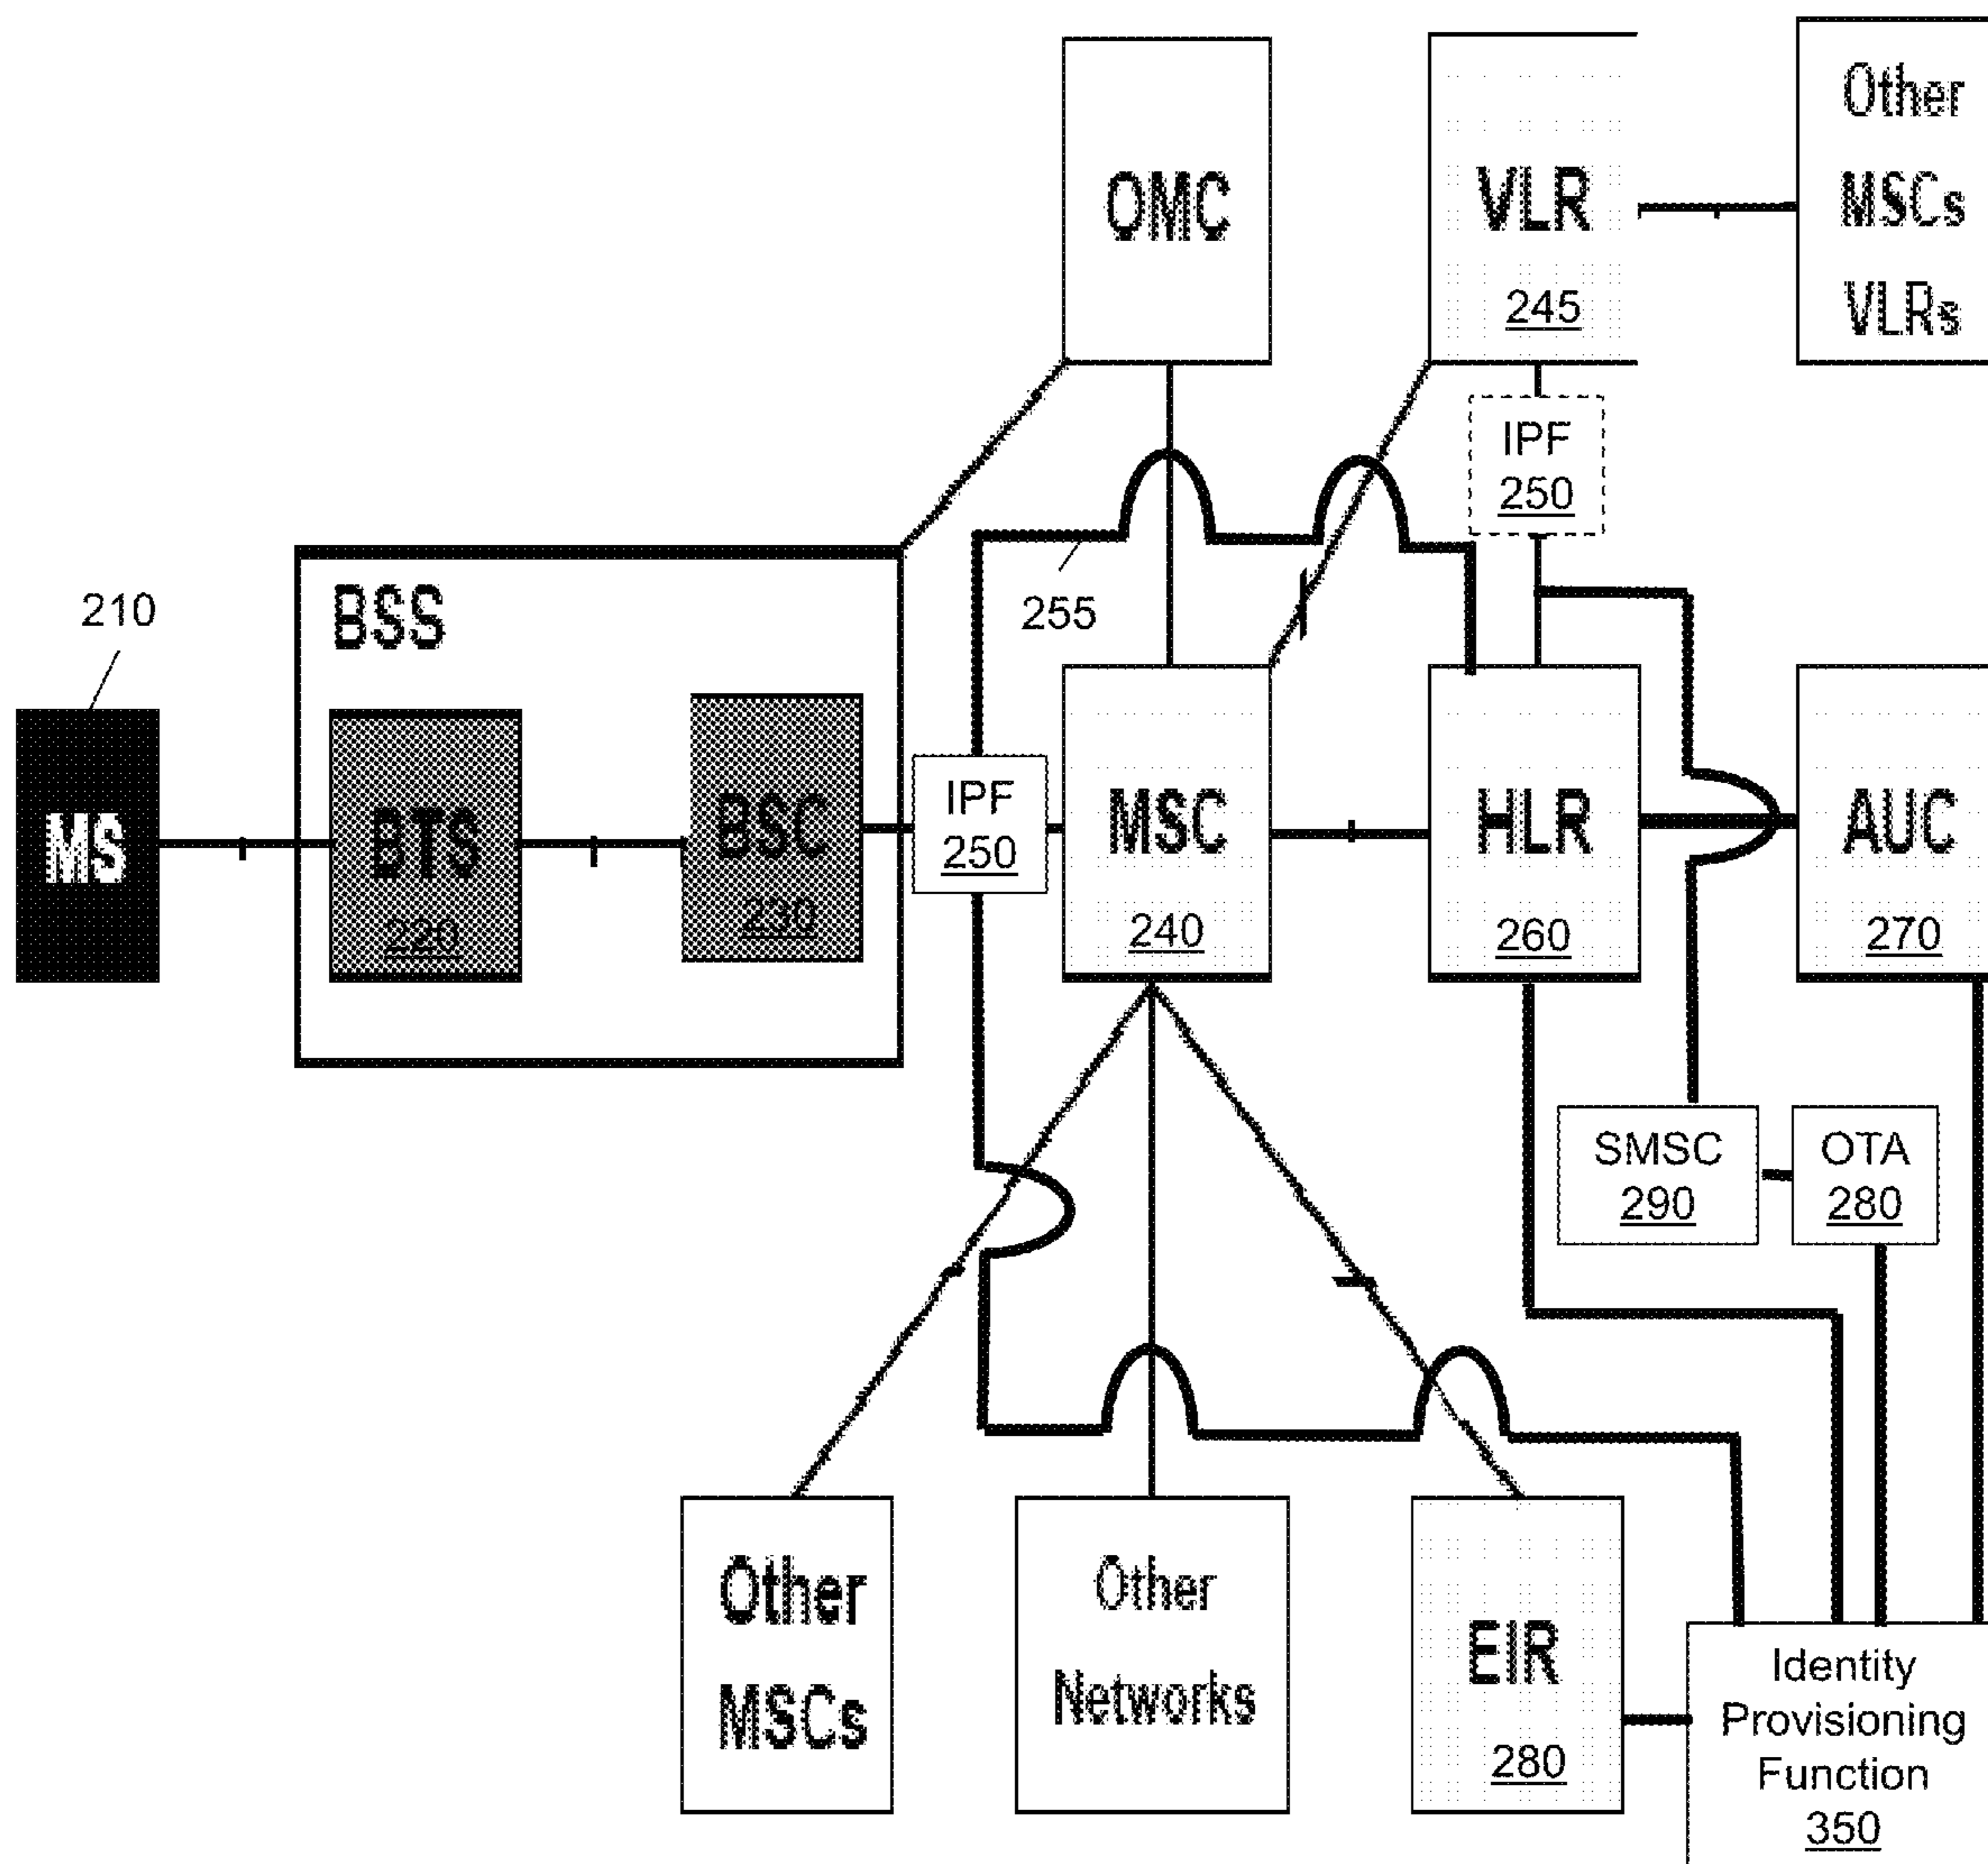 OMC
VLR
245
Other
MSCs
VLRs
IPF
250
255
210
BSS
MS
BTS
220
BSC
230
IPF
250
MSC
240
HLR
260
AUC
270
SMSC
290
OTA
280
Other
MSCs
Other
Networks
EIR
280
Identity
Provisioning
Function
350